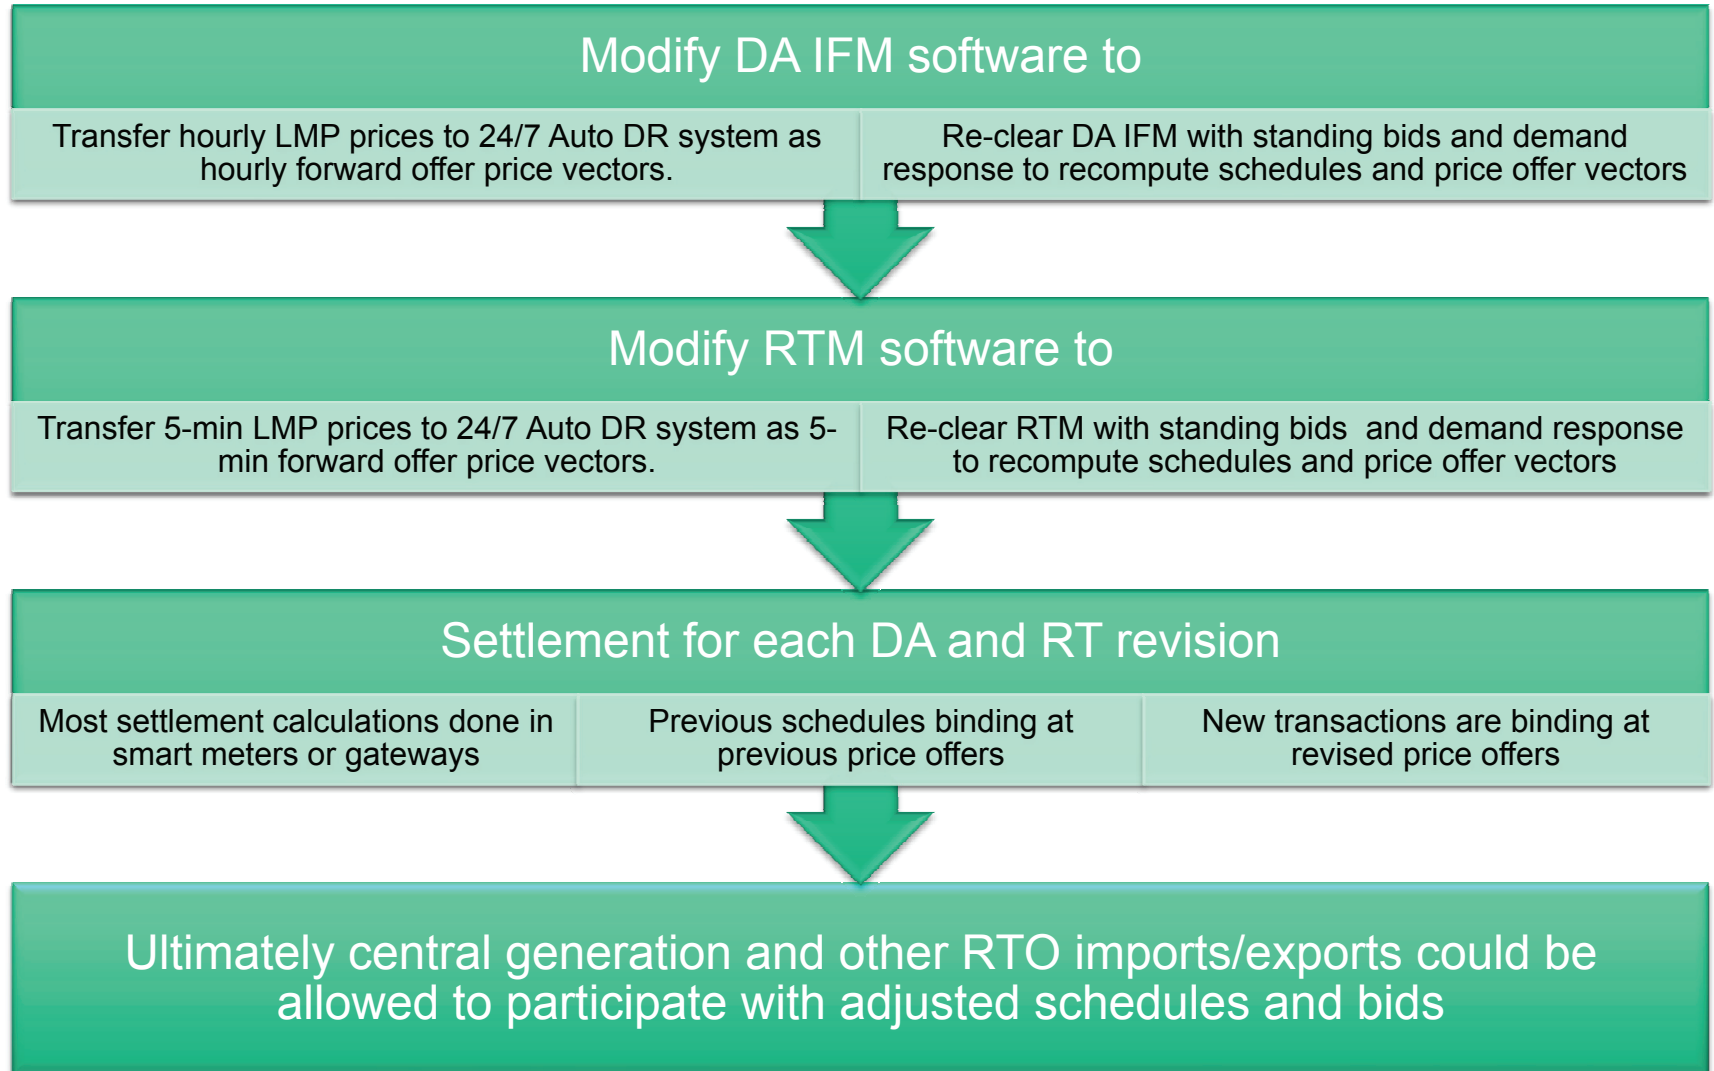 Modify DA IFM software to
Transfer hourly LMP prices to 24/7 Auto DR system as
hourly forward offer price vectors.
Re-clear DA IFM with standing bids and demand
response to recompute schedules and price offer vectors
Modify RTM software to
Transfer 5-min LMP prices to 24/7 Auto DR system as 5-
min forward offer price vectors.
Re-clear RTM with standing bids  and demand response
to recompute schedules and price offer vectors
Settlement for each DA and RT revision
Most settlement calculations done in
smart meters or gateways
Previous schedules binding at
previous price offers
New transactions are binding at
revised price offers
Ultimately central generation and other RTO imports/exports could be
allowed to participate with adjusted schedules and bids